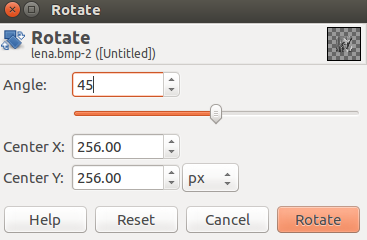 Rotate
Rotate
lena.bmp-2 ([Untitled])
Angle: 45
Center X: 256.00
Center Y: 256.00 px
Help Reset Cancel Rotate